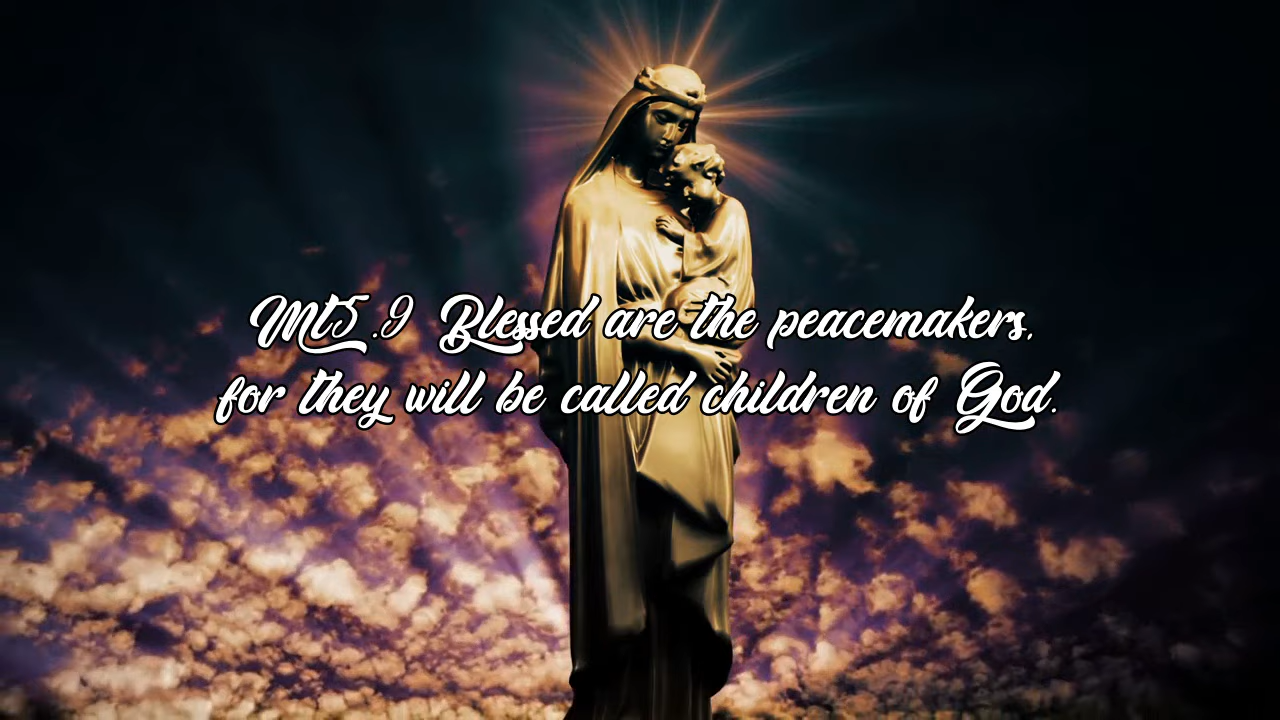 Mt5 .9 Blessed are the peacemakers,
for they will be called children of God.